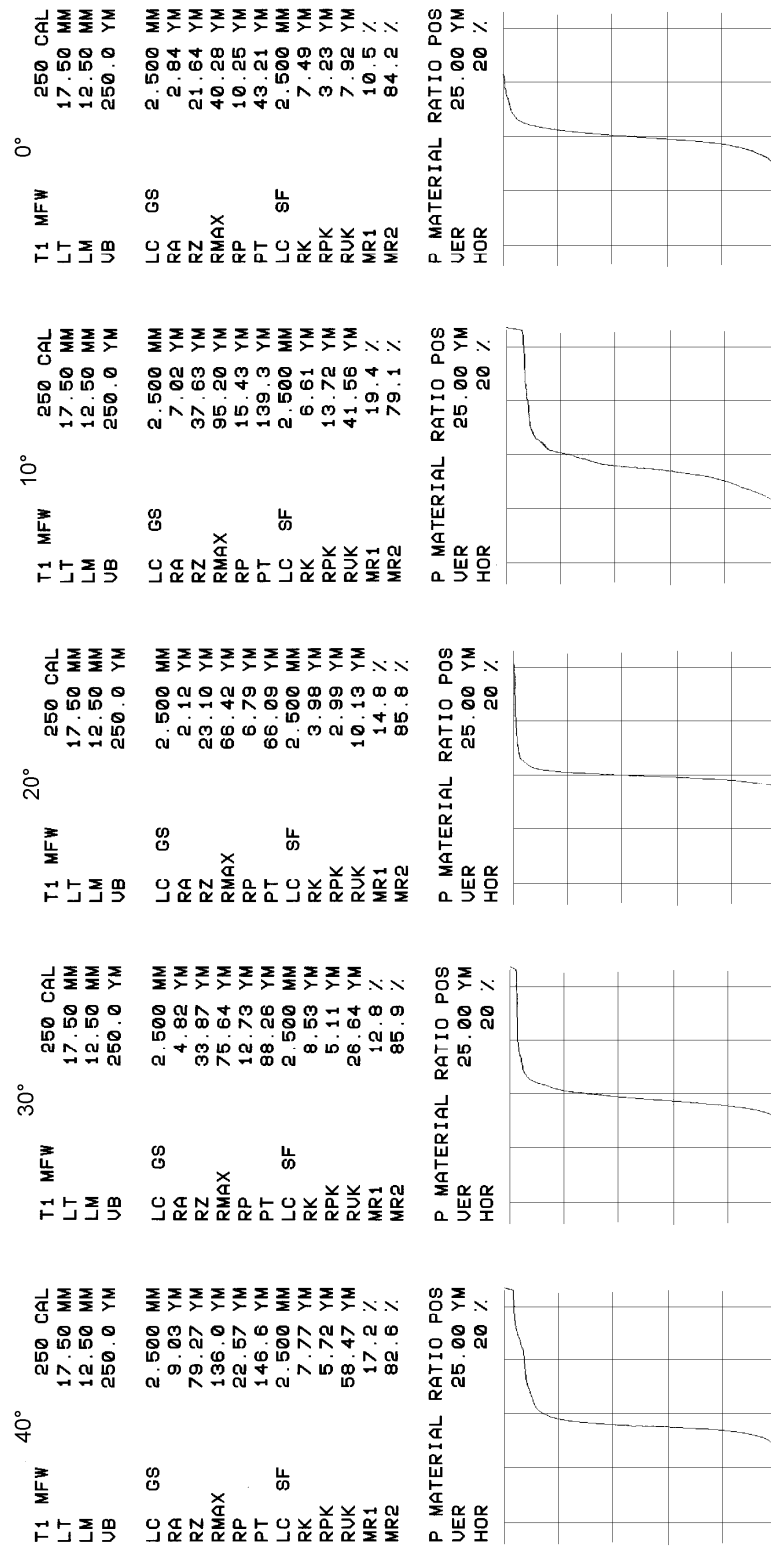 40°
T1 MFW 250 CAL
LT 17.50 MM
LM 12.50 MM
VB 250.0 YM
LC GS 2.500 MM
RA 9.03 YM
RZ 79.27 YM
RMAX 136.0 YM
RP 22.57 YM
PT 146.6 YM
LC SF 2.500 MM
RK 7.77 YM
RPK 5.72 YM
RVK 58.47 YM
MR1 17.2 %
MR2 82.6 %
P MATERIAL RATIO POS
VER 25.00 YM
HOR 20 %
30°
T1 MFW 250 CAL
LT 17.50 MM
LM 12.50 MM
VB 250.0 YM
LC GS 2.500 MM
RA 4.82 YM
RZ 33.87 YM
RMAX 75.64 YM
RP 12.73 YM
PT 88.26 YM
LC SF 2.500 MM
RK 8.53 YM
RPK 5.11 YM
RVK 26.64 YM
MR1 12.8 %
MR2 85.9 %
P MATERIAL RATIO POS
VER 25.00 YM
HOR 20 %
20°
T1 MFW 250 CAL
LT 17.50 MM
LM 12.50 MM
VB 250.0 YM
LC GS 2.500 MM
RA 2.12 YM
RZ 23.10 YM
RMAX 66.42 YM
RP 6.79 YM
PT 66.09 YM
LC SF 2.500 MM
RK 3.98 YM
RPK 2.99 YM
RVK 10.13 YM
MR1 14.8 %
MR2 85.8 %
P MATERIAL RATIO POS
VER 25.00 YM
HOR 20 %
10°
T1 MFW 250 CAL
LT 17.50 MM
LM 12.50 MM
VB 250.0 YM
LC GS 2.500 MM
RA 7.02 YM
RZ 37.63 YM
RMAX 95.20 YM
RP 15.43 YM
PT 139.3 YM
LC SF 2.500 MM
RK 6.61 YM
RPK 13.72 YM
RVK 41.56 YM
MR1 19.4 %
MR2 79.1 %
P MATERIAL RATIO POS
VER 25.00 YM
HOR 20 %
0°
T1 MFW 250 CAL
LT 17.50 MM
LM 12.50 MM
VB 250.0 YM
LC GS 2.500 MM
RA 2.84 YM
RZ 21.64 YM
RMAX 40.28 YM
RP 10.25 YM
PT 43.21 YM
LC SF 2.500 MM
RK 7.49 YM
RPK 3.23 YM
RVK 7.92 YM
MR1 10.5 %
MR2 84.2 %
P MATERIAL RATIO POS
VER 25.00 YM
HOR 20 %